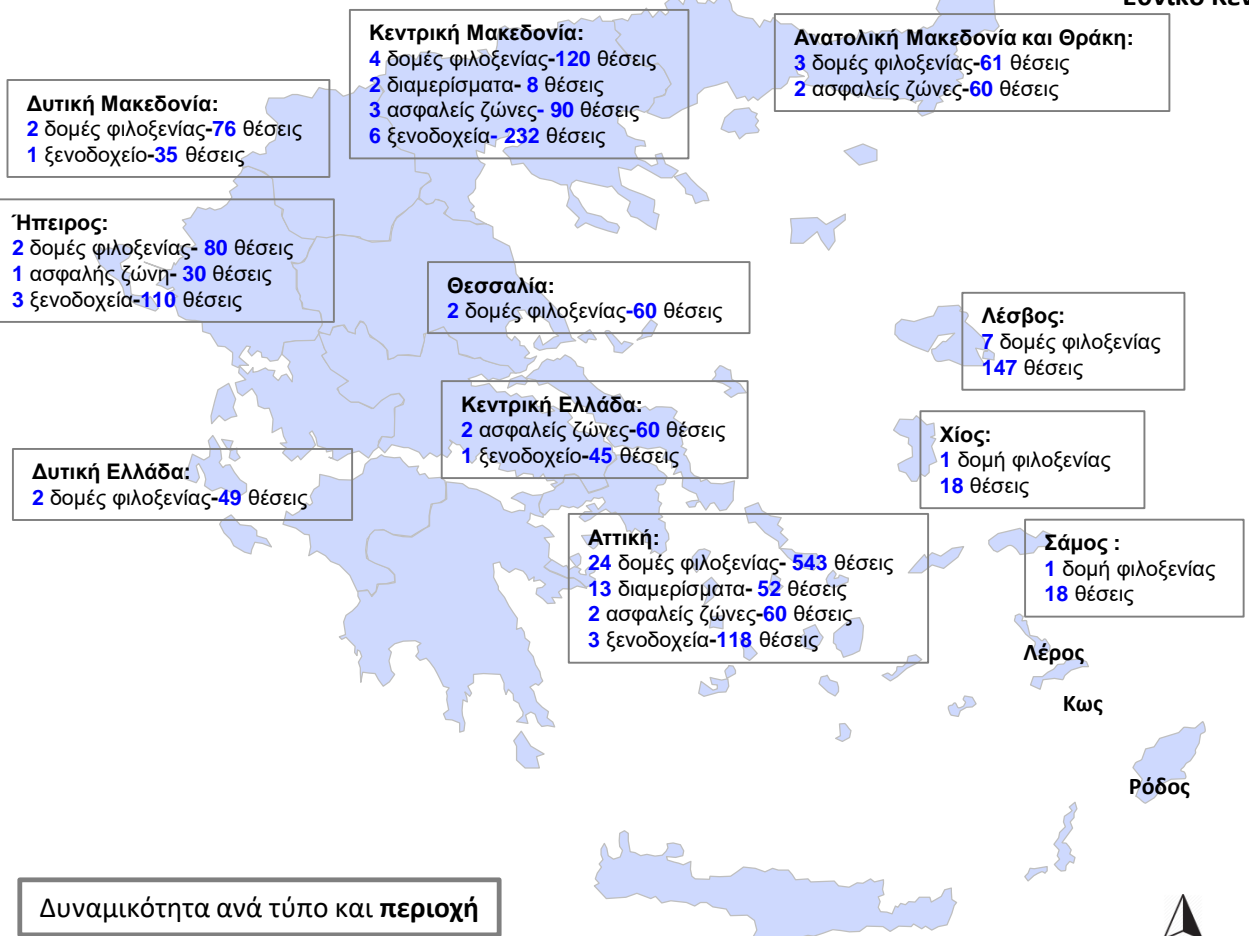 Εθνικό Κεν
Κεντρική Μακεδονία:
4 δομές φιλοξενίας-120 θέσεις
2 διαμερίσματα- 8 θέσεις
3 ασφαλείς ζώνες- 90 θέσεις
6 ξενοδοχεία- 232 θέσεις
Ανατολική Μακεδονία και Θράκη:
3 δομές φιλοξενίας-61 θέσεις
2 ασφαλείς ζώνες-60 θέσεις
Δυτική Μακεδονία:
2 δομές φιλοξενίας-76 θέσεις
1 ξενοδοχείο-35 θέσεις
Ήπειρος:
2 δομές φιλοξενίας- 80 θέσεις
1 ασφαλής ζώνη- 30 θέσεις
3 ξενοδοχεία-110 θέσεις
Θεσσαλία:
2 δομές φιλοξενίας-60 θέσεις
Λέσβος:
7 δομές φιλοξενίας
147 θέσεις
Κεντρική Ελλάδα:
2 ασφαλείς ζώνες-60 θέσεις
1 ξενοδοχείο-45 θέσεις
Χίος:
1 δομή φιλοξενίας
18 θέσεις
Δυτική Ελλάδα:
2 δομές φιλοξενίας-49 θέσεις
Αττική:
24 δομές φιλοξενίας- 543 θέσεις
13 διαμερίσματα- 52 θέσεις
2 ασφαλείς ζώνες-60 θέσεις
3 ξενοδοχεία-118 θέσεις
Σάμος :
1 δομή φιλοξενίας
18 θέσεις
Λέρος
Κως
Ρόδος
Δυναμικότητα ανά τύπο και περιοχή